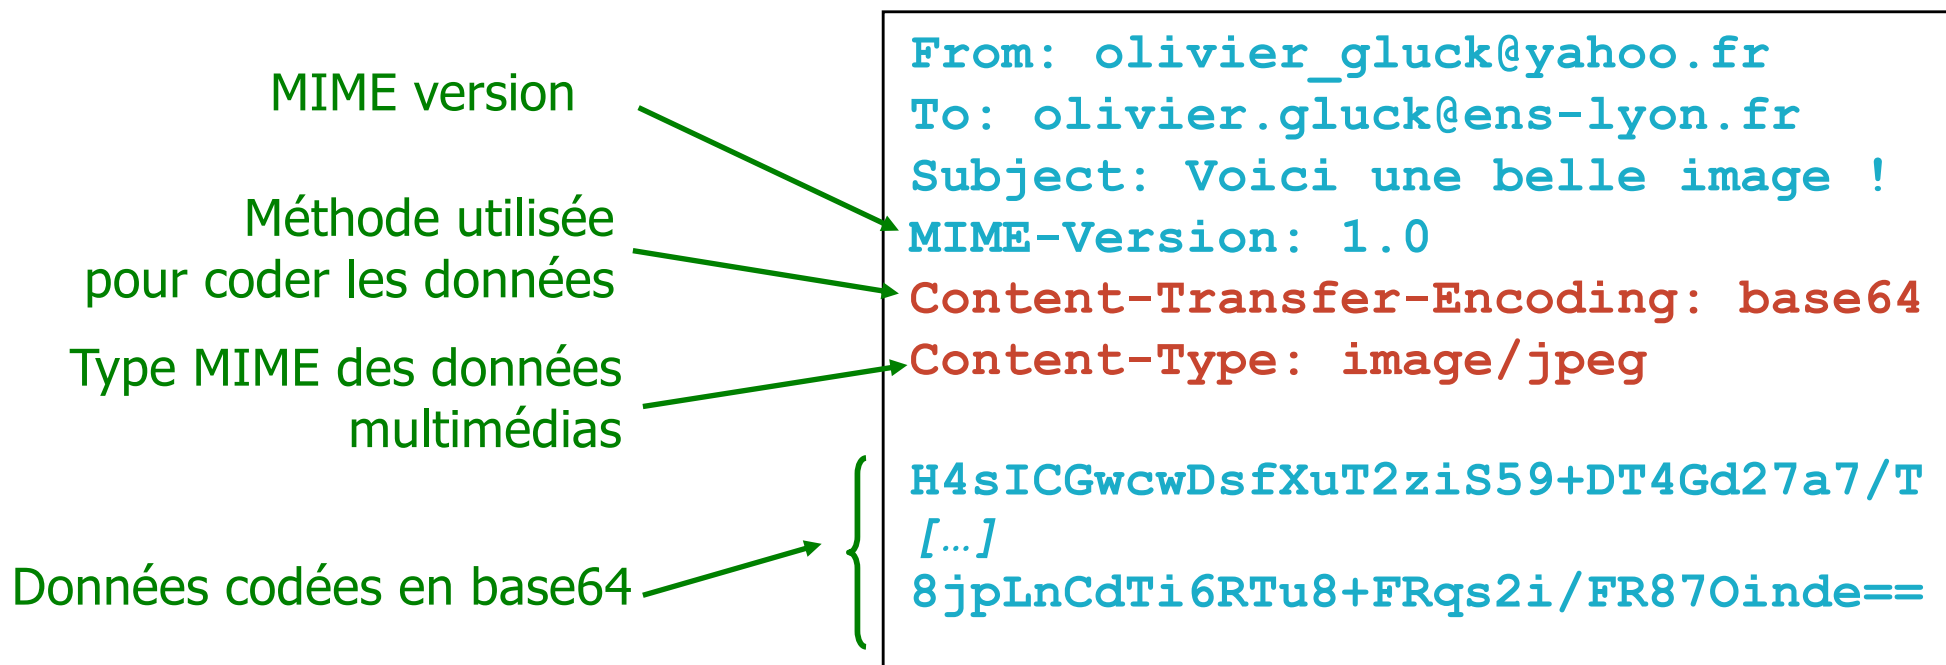 MIME version
Méthode utilisée
pour coder les données
Type MIME des données
multimédias
Données codées en base64
From: olivier_gluck@yahoo.fr
To: olivier.gluck@ens-lyon.fr
Subject: Voici une belle image !
MIME-Version: 1.0
Content-Transfer-Encoding: base64
Content-Type: image/jpeg
H4sICGwcwDsfXuT2ziS59+DT4Gd27a7/T
[…]
8jpLnCdTi6RTu8+FRqs2i/FR87Oinde==